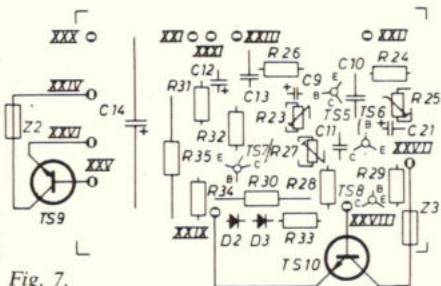 XXX
XXI
XXIII
XXII
XXXI
R26
R24
C10
C12
C9
E
XXIV
R31
C13
B
C
E
C14
R23
TS5
TS6
R25
Z2
R32
C11
B
E
C
C21
XXVI
TS7
R27
XXVII
R35
E
C
B
XXV
R30
R28
TS8
R29
R34
B
C
E
Z3
TS9
XXIX
D2
D3
R33
XXVIII
TS10
Fig. 7.